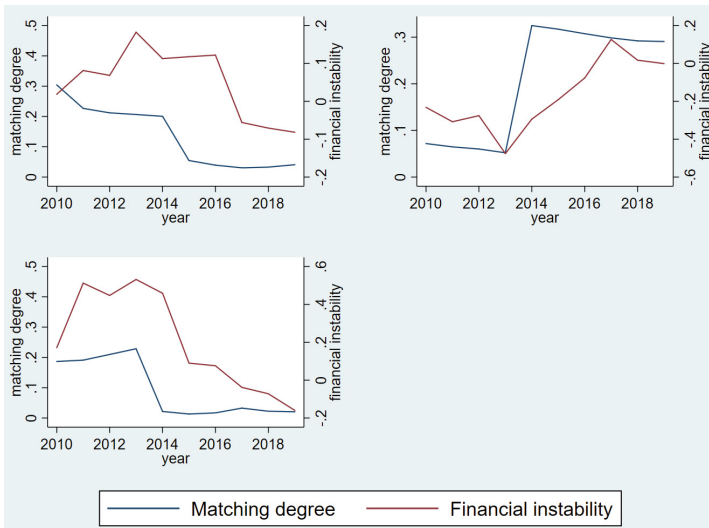 matching degree
0 .1 .2 .3 .4 .5
financial instability
-.2 -.1 0 .1 .2
2010 2012 2014 2016 2018
year
matching degree
0 .1 .2 .3
financial instability
-.6 -.4 -.2 0 .2
2010 2012 2014 2016 2018
year
matching degree
0 .1 .2 .3 .4 .5
financial instability
-.2 0 .2 .4 .6
2010 2012 2014 2016 2018
year
Matching degree Financial instability